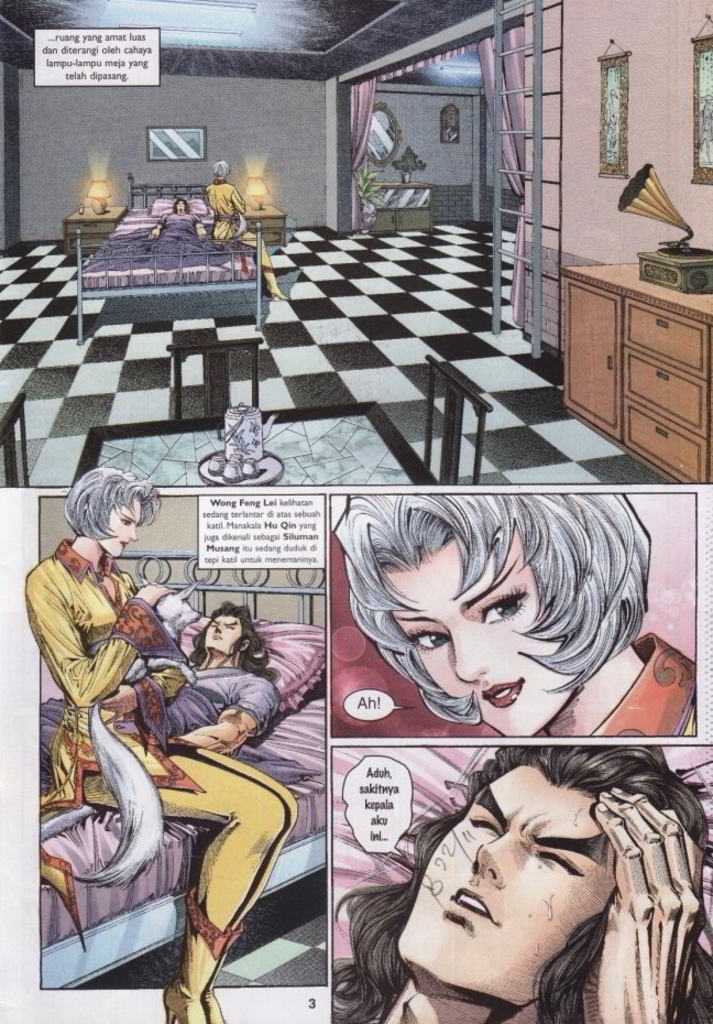 ...ruang yang amat luas
dan diterangi oleh cahaya
lampu-lampu meja yang
telah dipasang.
Wong Feng Lei kelihatan
sedang terlantar di atas sebuah
katil. Manakala Hu Qin yang
juga dikenali sebagai Siluman
Musang itu sedang duduk di
tepi katil untuk menemaninya.
Ah!
Aduh,
sakitnya
kepala
aku
ini...
3